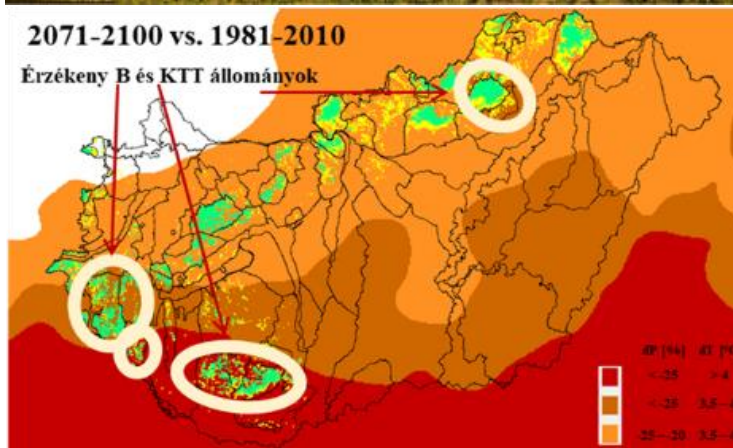 2071-2100 vs. 1981-2010
Érzékeny B és KTT állományok
dP [%] dT [°
< -25 > 4
< -25 3,5
-25 - -20 3,5